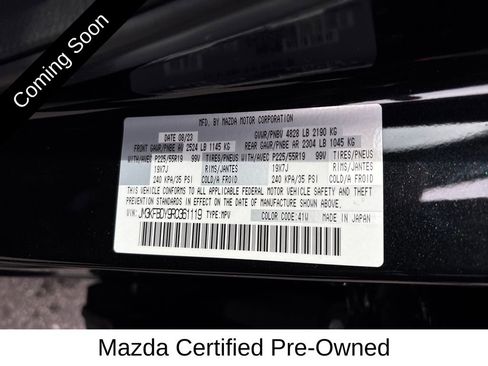 Coming Soon
MFD. BY MAZDA MOTOR CORPORATION
DATE 08/23 GVWR/PNBV 4828 LB 2190 KG
FRONT GAWR/PNBE AV 2524 LB 1145 KG REAR GAWR/PNBE AR 2304 LB 1045 KG
WITH/AVEC P225/55R19 99V TIRES/PNEUS WITH/AVEC P225/55R19 99V TIRES/PNEUS
19X7J RIMS/JANTES 19X7J RIMS/JANTES
240 KPA/35 PSI COLD/A FROID 240 KPA/35 PSI COLD/A FROID
THIS VEHICLE CONFORMS TO ALL APPLICABLE FEDERAL MOTOR VEHICLE SAFETY AND THEFT
PREVENTION STANDARDS IN EFFECT ON THE DATE OF MANUFACTURE SHOWN ABOVE.
VIN: JM3KFBDY9R0361119 TYPE: MPV COLOR CODE: 41W MADE IN JAPAN
Mazda Certified Pre-Owned